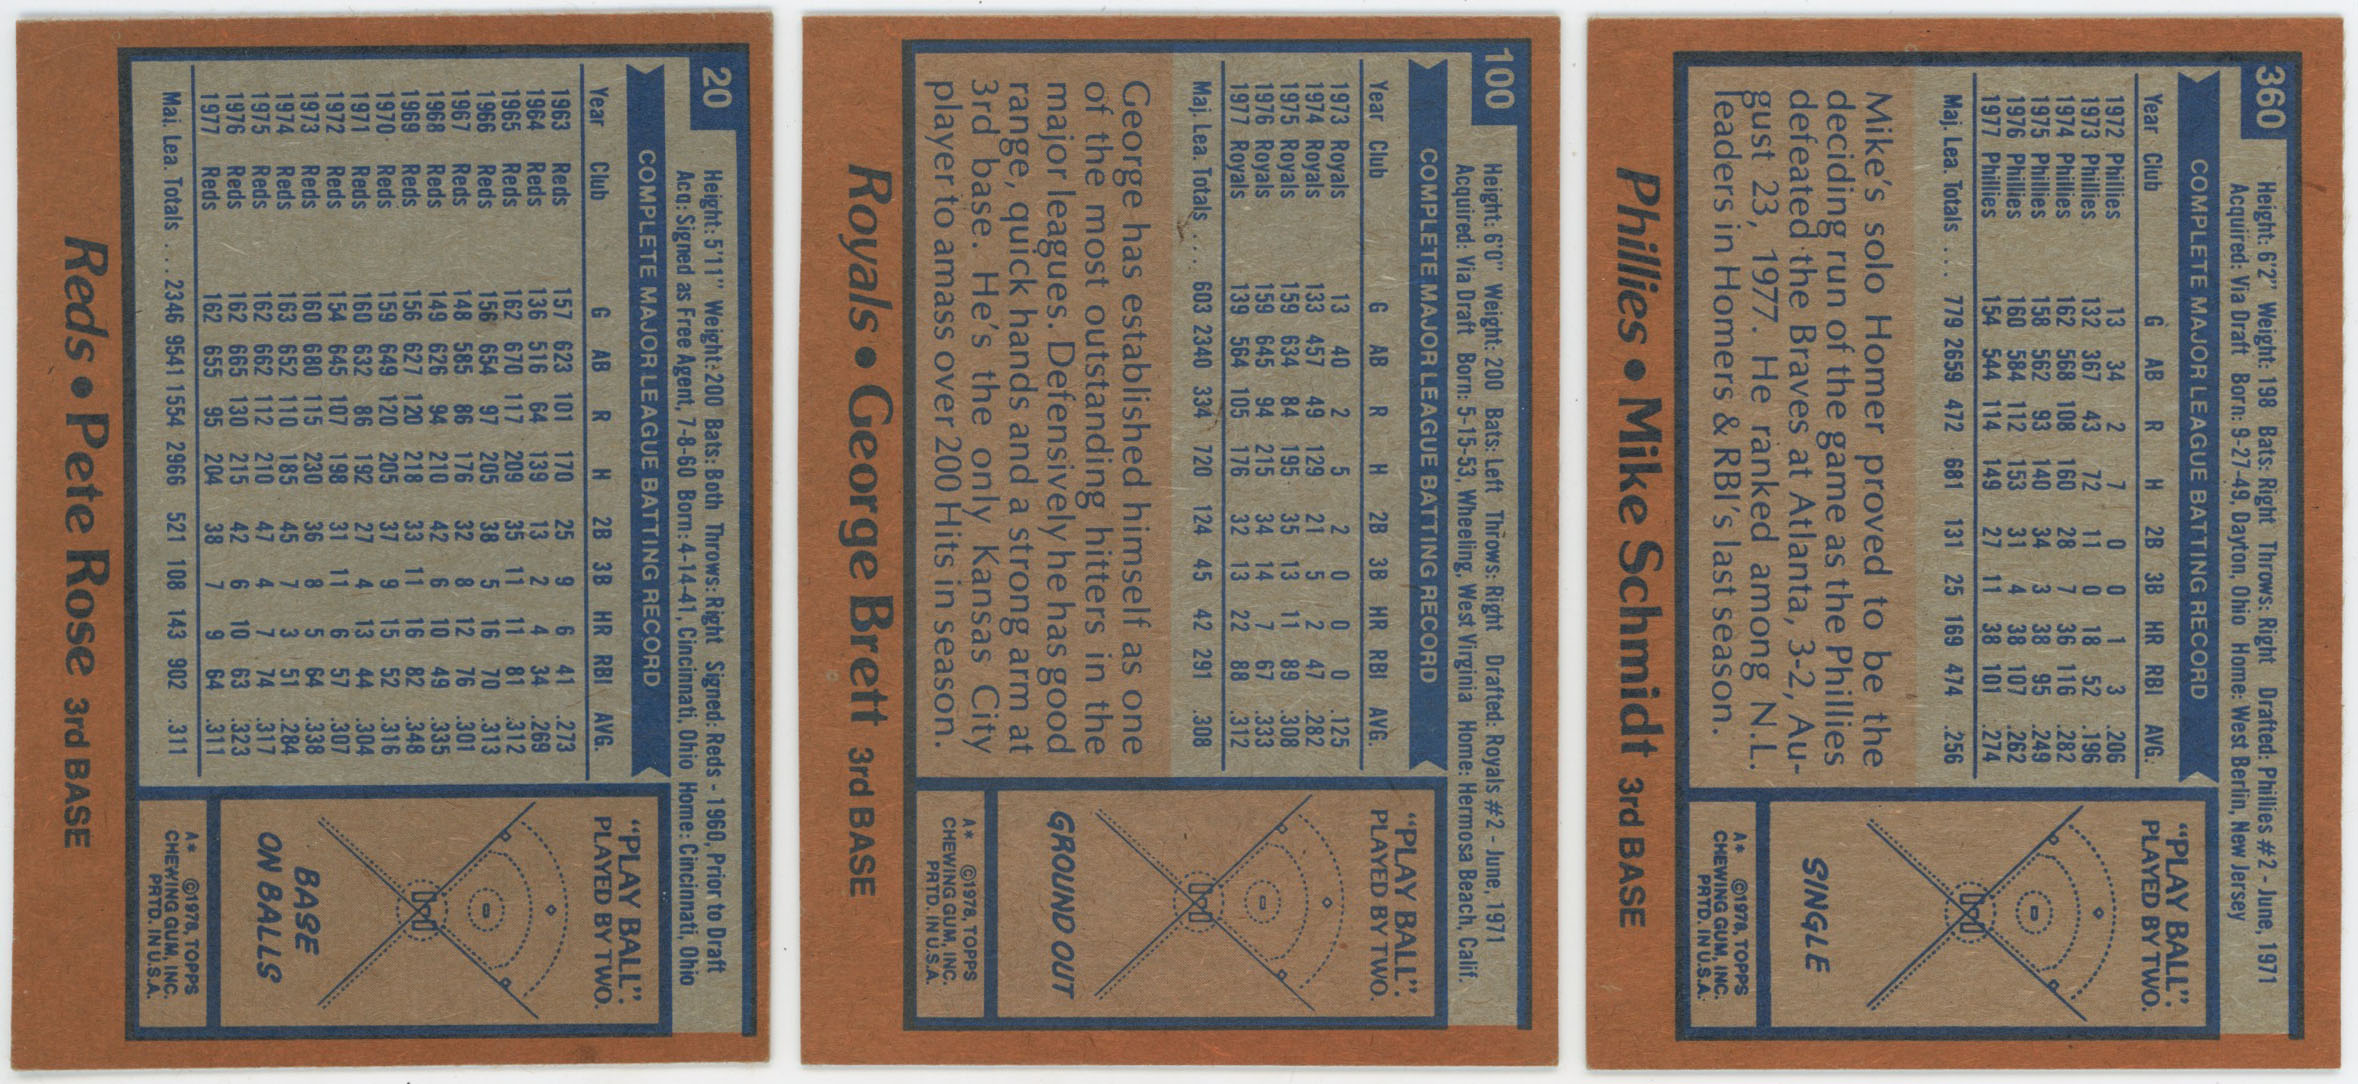 20
Height: 5'11" Weight: 200 Bats: Both Throws: Right Signed: Reds - 1960, Prior to Draft
Acq: Signed as Free Agent, 7-8-60 Born: 4-14-41, Cincinnati, Ohio Home: Cincinnati, Ohio
COMPLETE MAJOR LEAGUE BATTING RECORD
Year Club G AB R H 2B 3B HR RBI AVG.
1963 Reds 157 623 101 170 25 9 6 41 .273
1964 Reds 136 516 64 139 13 2 4 34 .269
1965 Reds 162 670 117 209 35 11 11 81 .312
1966 Reds 156 654 97 205 38 5 16 70 .313
1967 Reds 148 585 86 176 32 8 12 76 .301
1968 Reds 149 626 94 210 42 6 10 49 .335
1969 Reds 156 627 120 218 33 11 16 82 .348
1970 Reds 159 649 120 205 37 9 15 52 .316
1971 Reds 160 632 86 192 27 4 13 44 .304
1972 Reds 154 645 107 198 31 11 6 57 .307
1973 Reds 160 680 115 230 36 8 5 64 .338
1974 Reds 163 652 110 185 45 7 3 51 .284
1975 Reds 162 662 112 210 47 4 7 74 .317
1976 Reds 162 665 130 215 42 6 10 63 .323
1977 Reds 162 655 95 204 38 7 9 64 .311
Maj. Lea. Totals ... 2346 9541 1554 2966 521 108 143 902 .311
"PLAY BALL".
PLAYED BY TWO.
BASE
ON BALLS
A* ©1978, TOPPS
CHEWING GUM, INC.
PRTD. IN U.S.A.
Reds • Pete Rose 3rd BASE
100
Height: 6'0" Weight: 200 Bats: Left Throws: Right Drafted: Royals #2 - June, 1971
Acquired: Via Draft Born: 5-15-53, Wheeling, West Virginia Home: Hermosa Beach, Calif.
COMPLETE MAJOR LEAGUE BATTING RECORD
Year Club G AB R H 2B 3B HR RBI AVG.
1973 Royals 13 40 2 5 2 0 0 0 .125
1974 Royals 133 457 49 129 21 5 2 47 .282
1975 Royals 159 634 84 195 35 13 11 89 .308
1976 Royals 159 645 94 215 34 14 7 67 .333
1977 Royals 139 564 105 176 32 13 22 88 .312
Maj. Lea. Totals .... 603 2340 334 720 124 45 42 291 .308
George has established himself as one
of the most outstanding hitters in the
major leagues. Defensively he has good
range, quick hands and a strong arm at
3rd base. He's the only Kansas City
player to amass over 200 Hits in season.
"PLAY BALL".
PLAYED BY TWO.
GROUND OUT
A* ©1978, TOPPS
CHEWING GUM, INC.
PRTD. IN U.S.A.
Royals • George Brett 3rd BASE
360
Height: 6'2" Weight: 198 Bats: Right Throws: Right Drafted: Phillies #2 - June, 1971
Acquired: Via Draft Born: 9-27-49, Dayton, Ohio Home: West Berlin, New Jersey
COMPLETE MAJOR LEAGUE BATTING RECORD
Year Club G AB R H 2B 3B HR RBI AVG.
1972 Phillies 13 34 2 7 0 0 1 3 .206
1973 Phillies 132 367 43 72 11 0 18 52 .196
1974 Phillies 162 568 108 160 28 7 36 116 .282
1975 Phillies 158 562 93 140 34 3 38 95 .249
1976 Phillies 160 584 112 153 31 4 38 107 .262
1977 Phillies 154 544 114 149 27 11 38 101 .274
Maj. Lea. Totals .... 779 2659 472 681 131 25 169 474 .256
Mike's solo Homer proved to be the
deciding run of the game as the Phillies
defeated the Braves at Atlanta, 3-2, Au-
gust 23, 1977. He ranked among N.L.
leaders in Homers & RBI's last season.
"PLAY BALL".
PLAYED BY TWO.
SINGLE
A* ©1978, TOPPS
CHEWING GUM, INC.
PRTD. IN U.S.A.
Phillies • Mike Schmidt 3rd BASE